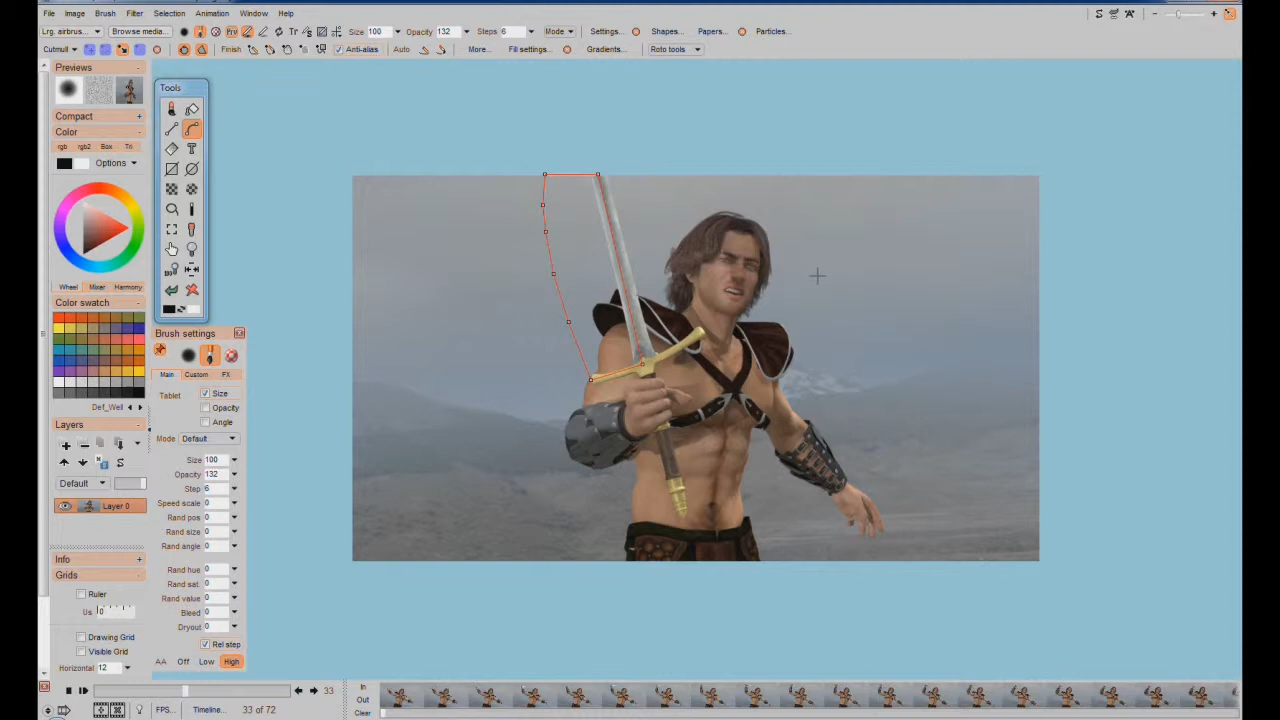 File Image Brush Filter Selection Animation Window Help
Lrg. airbrus... Browse media... Prv Tr Size 100 Opacity 132 Steps 6 Mode Settings... Shapes... Papers... Particles...
Cutmull Finish Anti-alias Auto More... Fill settings... Gradients... Roto tools
Previews
Compact
Color
rgb rgb2 Box Tri
Options
Wheel Mixer Harmony
Color swatch
Def_Well
Layers
Default
Layer 0
Info
Grids
Ruler
Us 0
Drawing Grid
Visible Grid
Horizontal 12
Tools
T
Brush settings
Main Custom FX
Tablet Size
Opacity
Angle
Mode Default
Size 100
Opacity 132
Step 6
Speed scale 0
Rand pos 0
Rand size 0
Rand angle 0
Rand hue 0
Rand sat. 0
Rand value 0
Bleed 0
Dryout 0
Rel step
AA Off Low High
33
FPS... Timeline... 33 of 72
In
Out
Clear